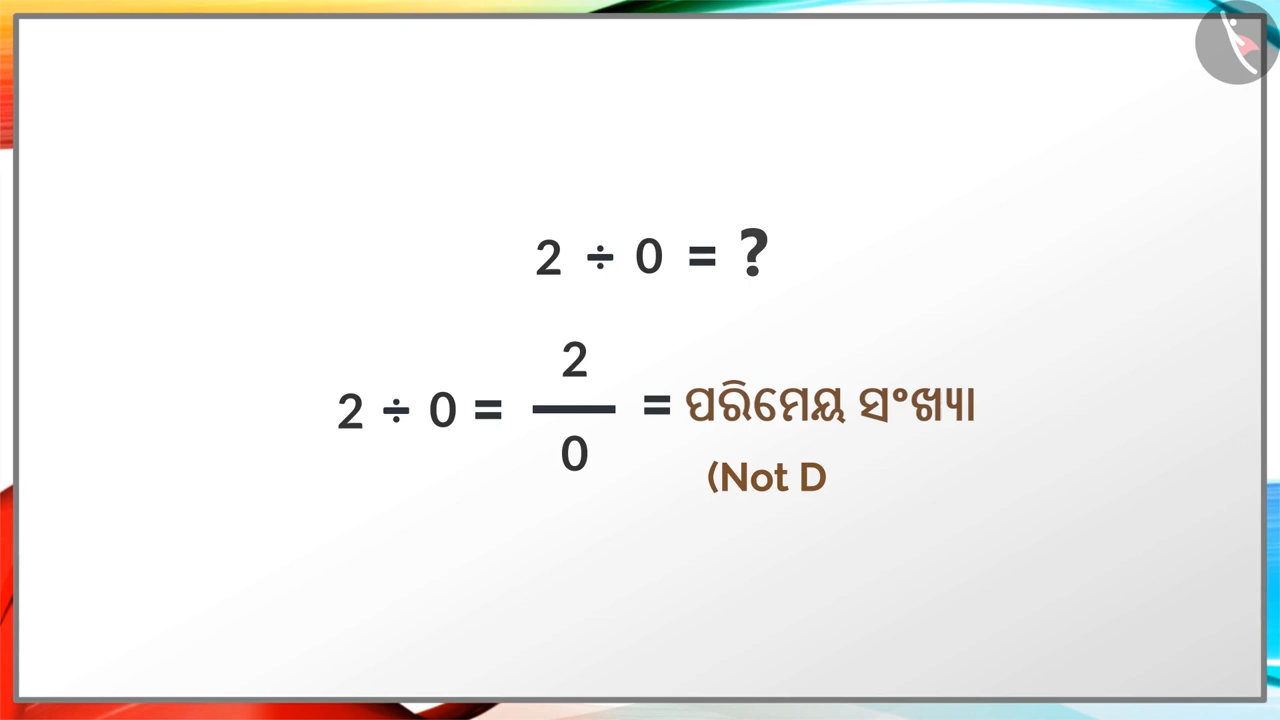 2 ÷ 0 = ?
2 ÷ 0 = 2/0 = ପରିମେୟ ସଂଖ୍ୟା
(Not D